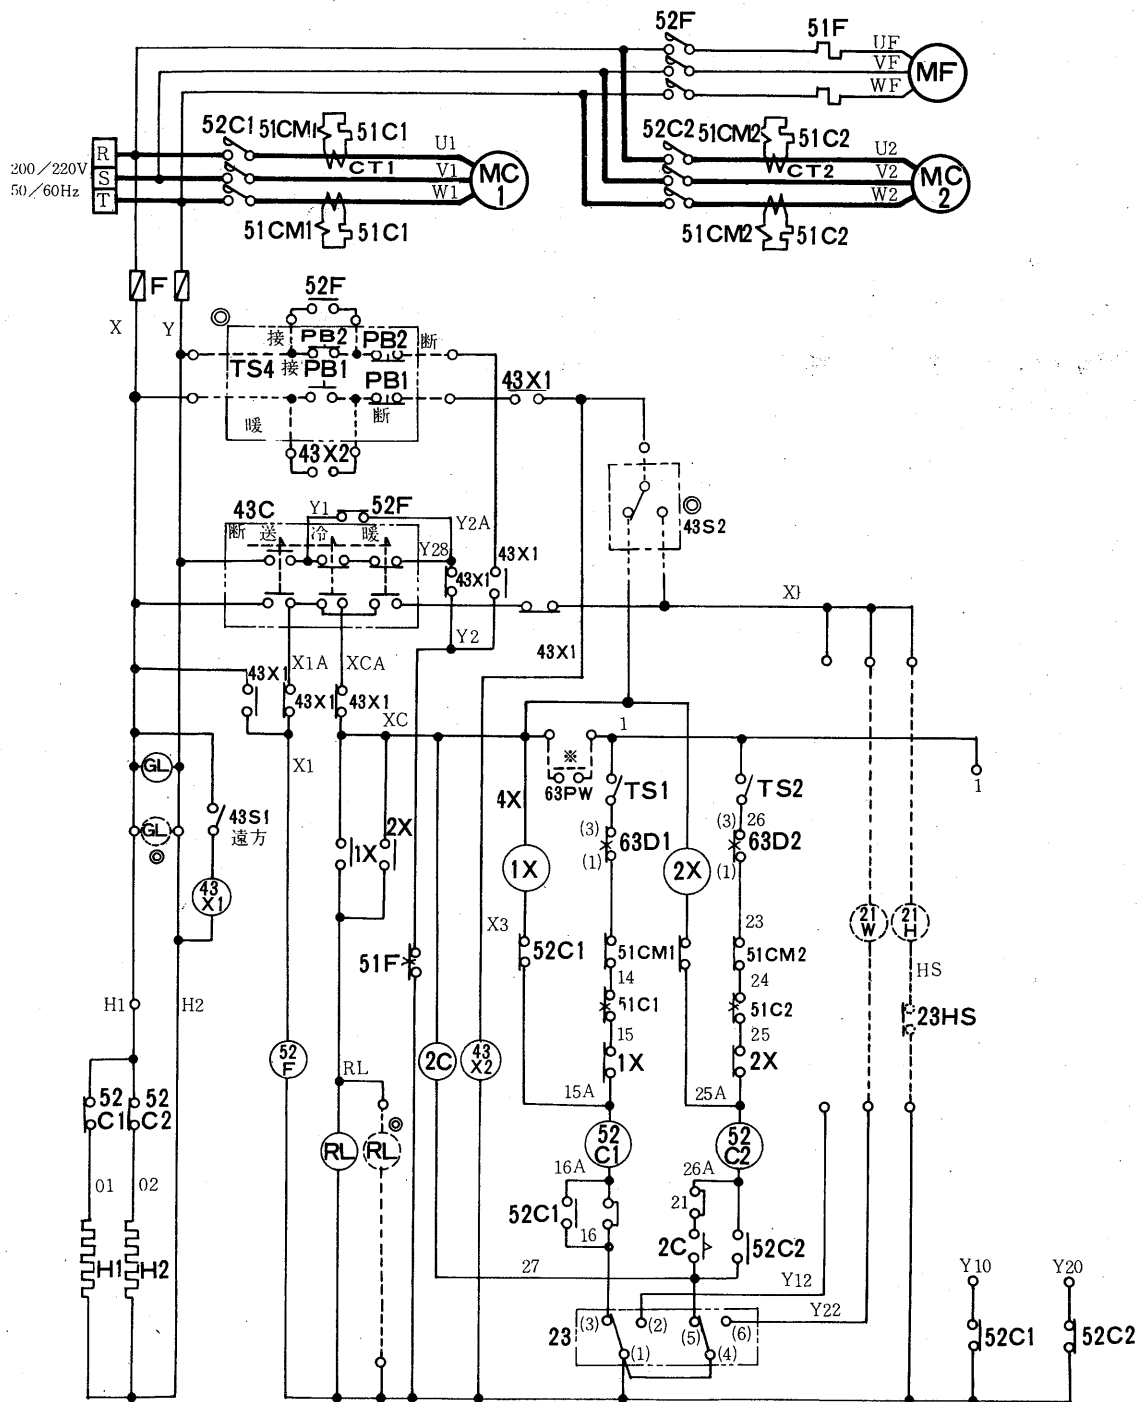 52F
51F
UF
VF
WF
MF
52C1
51CM1
51C1
CT1
U1
V1
W1
MC
1
200/220V
50/60Hz
R
S
T
51CM1
51C1
52C2
51CM2
51C2
CT2
U2
V2
W2
MC
2
51CM2
51C2
F
X
Y
◎
52F
接
PB2
PB2
断
TS4
接
PB1
PB1
断
暖
43X2
43X1
43S2
◎
43C
Y1
52F
Y2A
断
送
冷
暖
Y28
43X1
43X1
Y2
43X1
X1A
XCA
43X1
43X1
43X1
XC
X1
1
※
63PW
4X
TS1
TS2
1
GL
GL
◎
43S1
遠方
43
X1
1X
2X
1X
2X
(3)
63D1
(1)
26
(3)
63D2
(1)
21
W
21
H
X3
52C1
51CM1
14
51C1
15
1X
15A
23
51CM2
24
51C2
25
2X
25A
HS
23HS
51F
H1
H2
52
F
RL
2C
43
X2
52
C1
52
C2
RL
RL
◎
52
C1
52
C2
16A
26A
01
02
52C1
16
21
2C
52C2
H1
H2
27
Y12
Y22
Y10
Y20
23
(3)
(2)
(5)
(6)
(1)
(4)
52C1
52C2